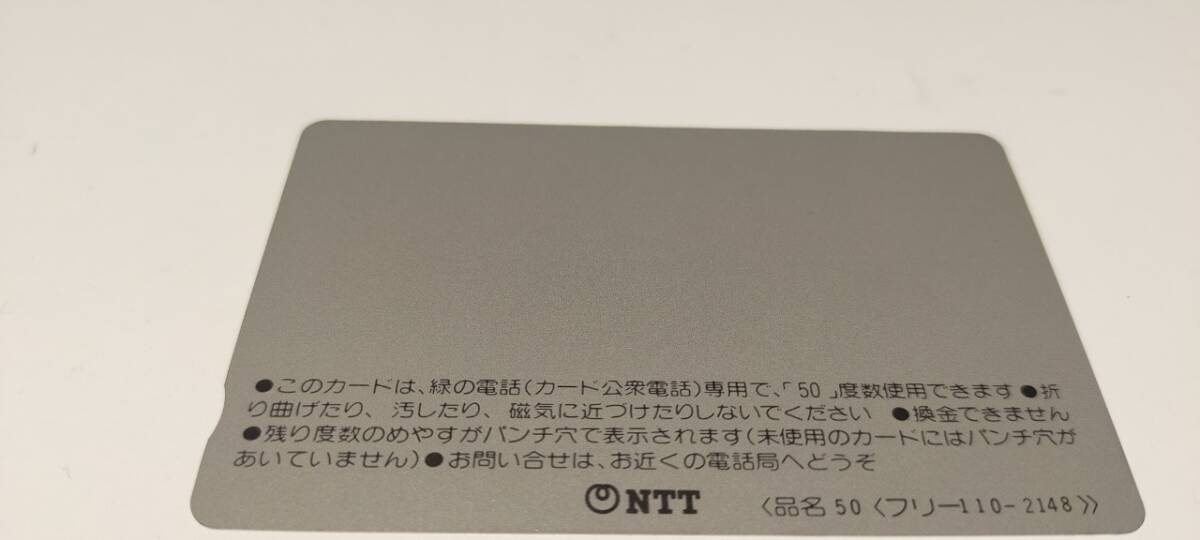 ●このカードは、緑の電話(カード公衆電話)専用で、「50」度数使用できます●折
り曲げたり、汚したり、磁気に近づけたりしないでください ●換金できません
●残り度数のめやすがパンチ穴で表示されます(未使用のカードにはパンチ穴が
あいていません)●お問い合せは、お近くの電話局へどうぞ
NTT 〈品名50〈フリー110-2148〉〉